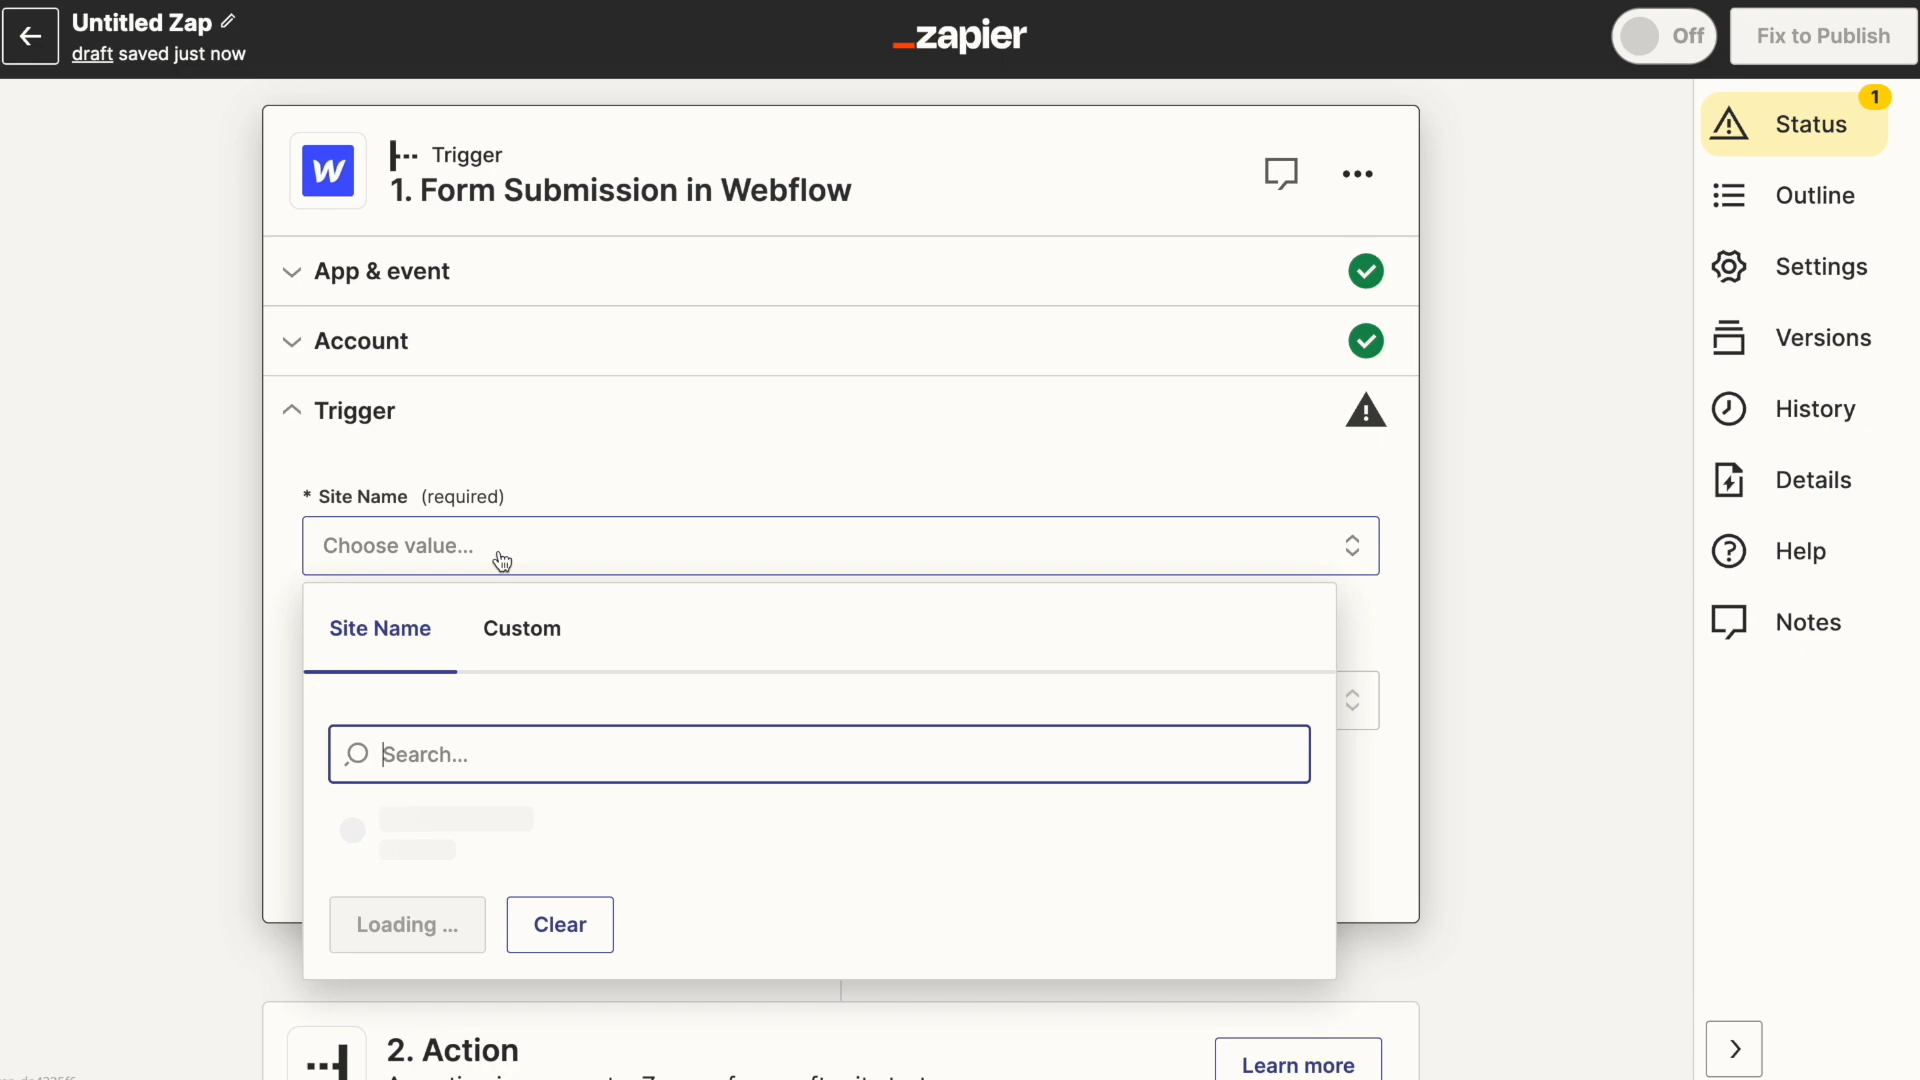 Untitled Zap
draft saved just now
zapier
Off
Fix to Publish
Trigger
1. Form Submission in Webflow
App & event
Account
Trigger
* Site Name (required)
Choose value...
Site Name
Custom
Search...
Loading ...
Clear
2. Action
Learn more
1
Status
Outline
Settings
Versions
History
Details
Help
Notes